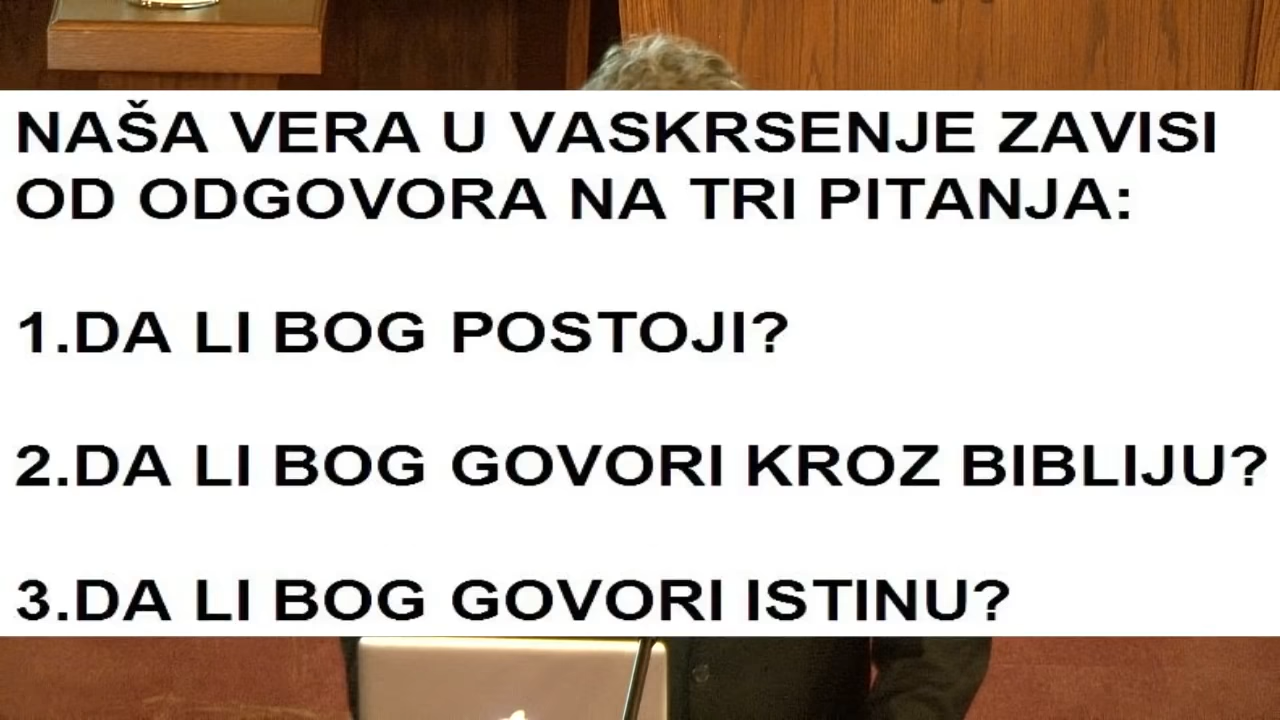 NAŠA VERA U VASKRSENJE ZAVISI
OD ODGOVORA NA TRI PITANJA:
1.DA LI BOG POSTOJI?
2.DA LI BOG GOVORI KROZ BIBLIJU?
3.DA LI BOG GOVORI ISTINU?